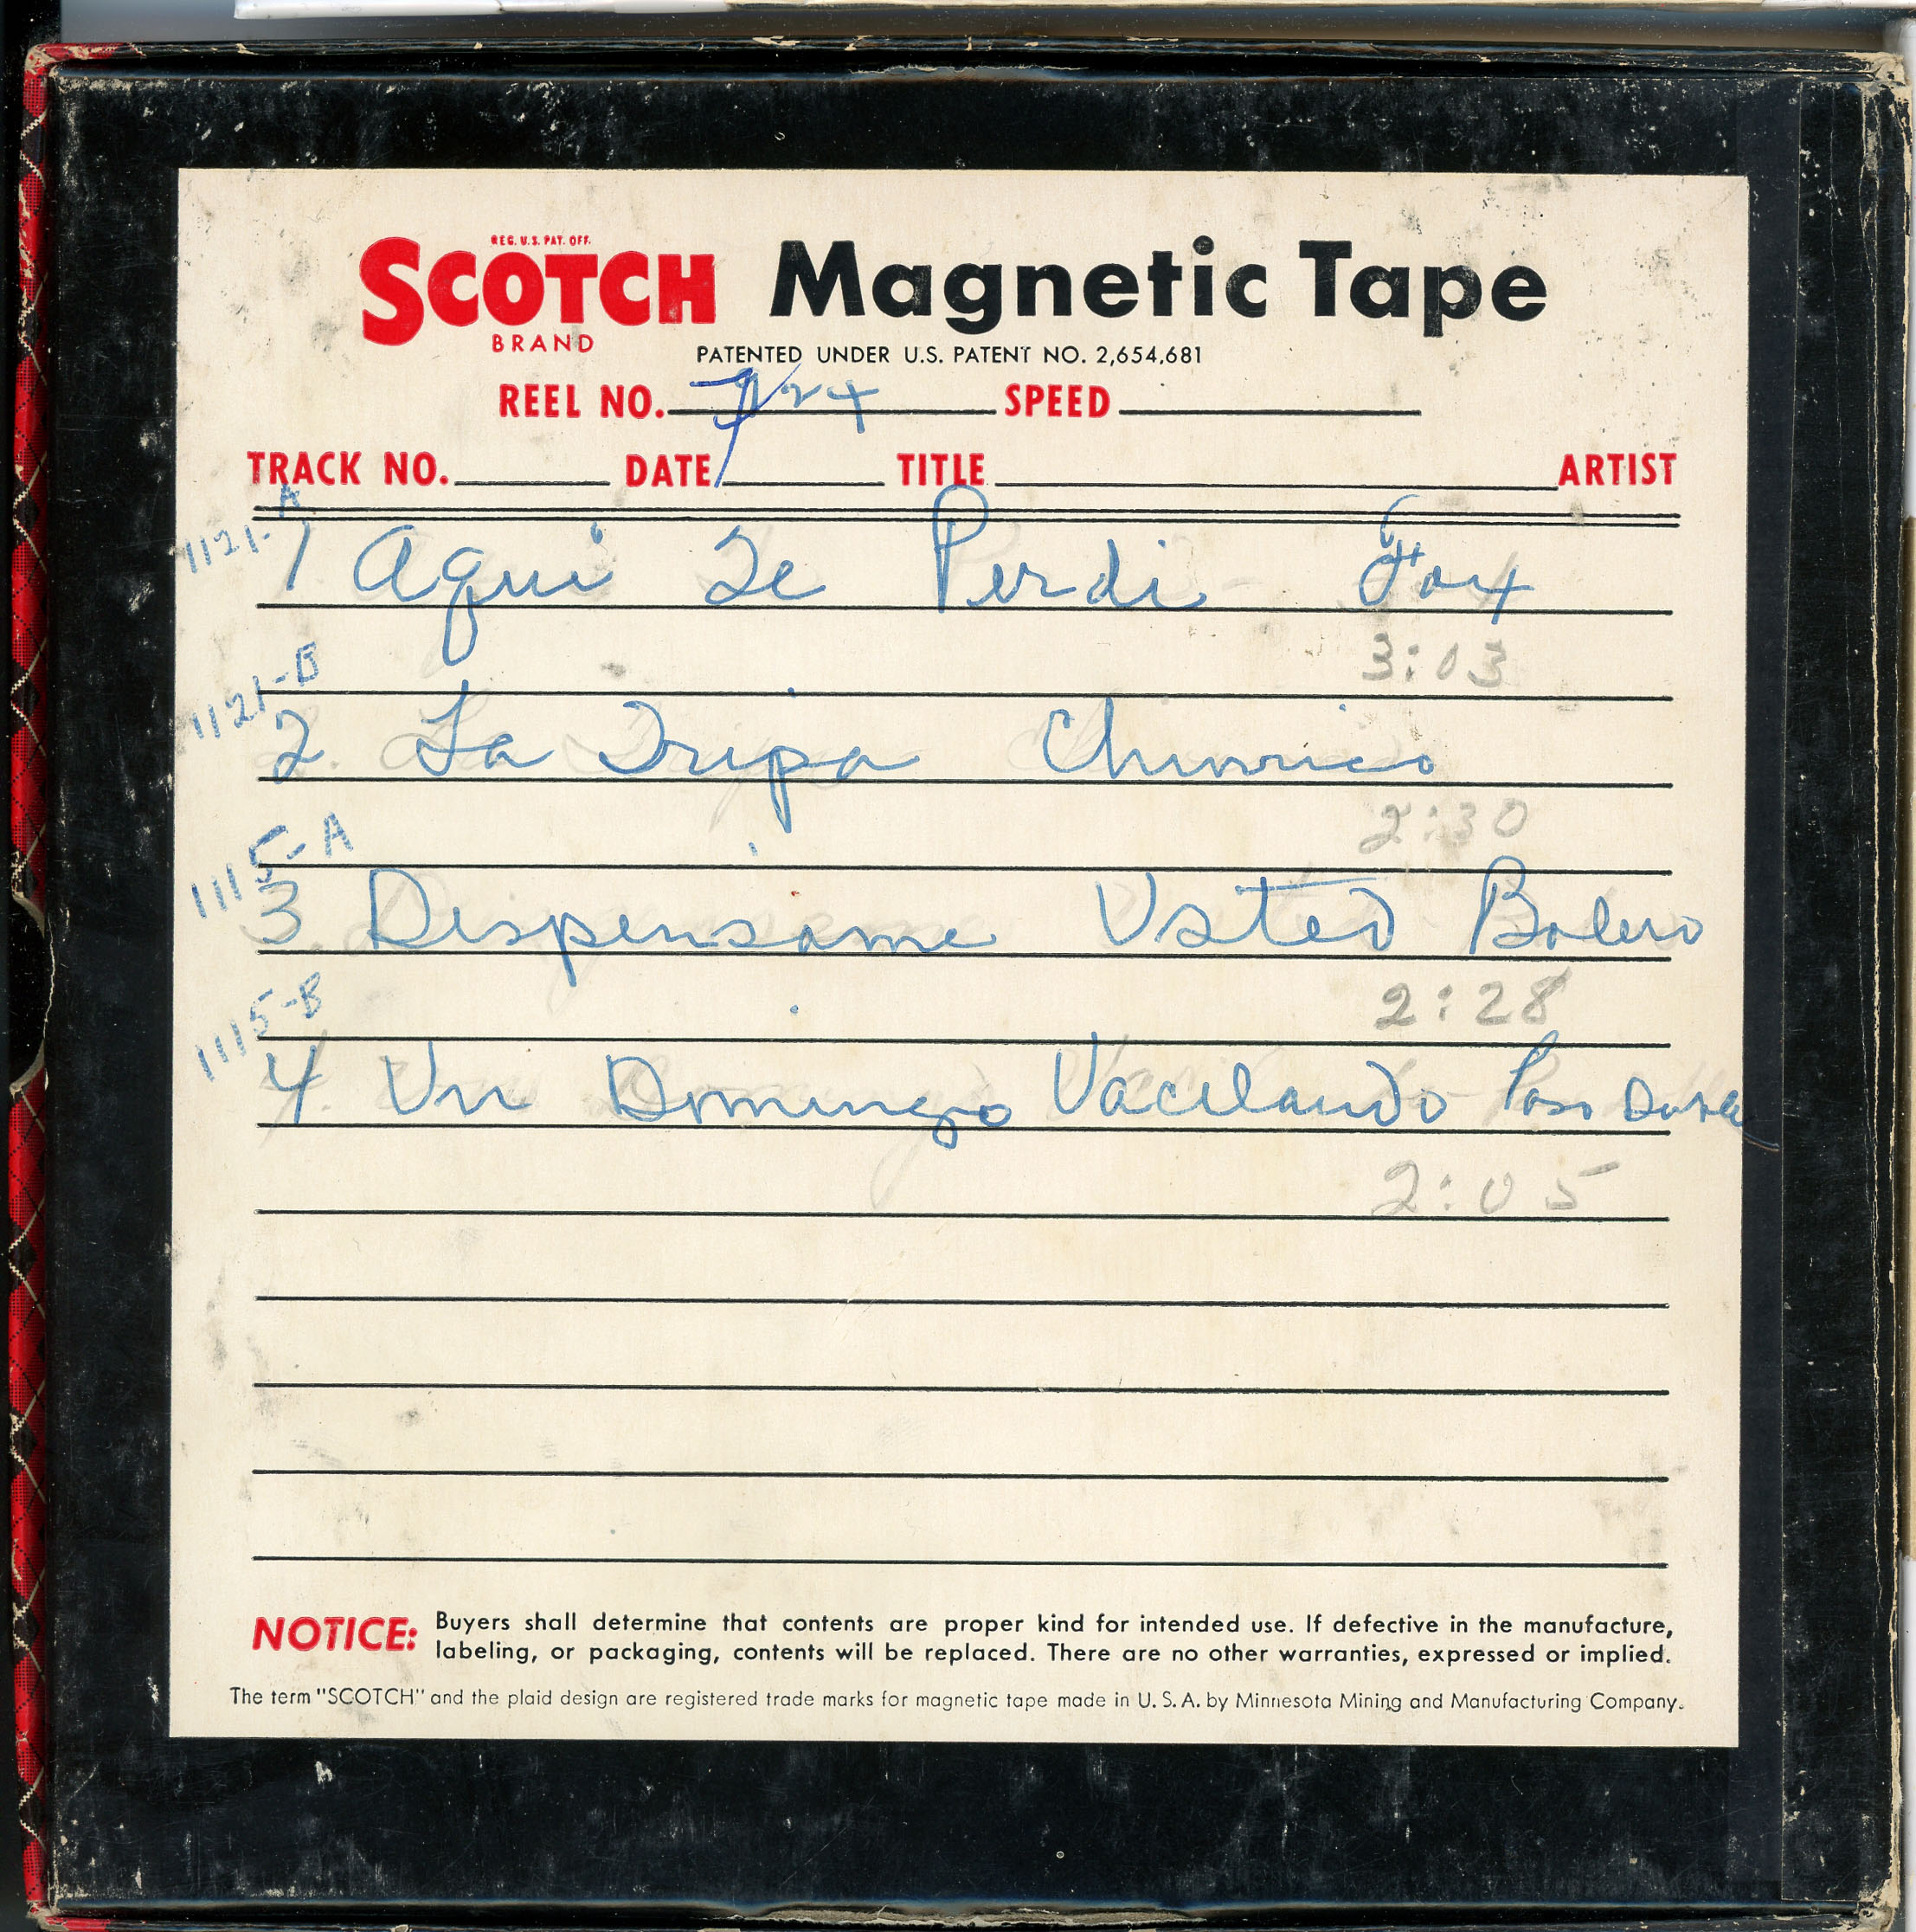 REG. U.S. PAT. OFF.
SCOTCH Magnetic Tape
BRAND
PATENTED UNDER U.S. PATENT NO. 2,654,681
REEL NO. 24 SPEED
TRACK NO. DATE TITLE ARTIST
1121-A
1 Aqui Te Perdi Fox
3:03
1121-B
2 La Tripa
2:30
1115-A
3 Dispensame Usted Bolero
2:28
1115-B
4 Un Domingo Vacilando Paso Doble
2:05
NOTICE: Buyers shall determine that contents are proper kind for intended use. If defective in the manufacture,
labeling, or packaging, contents will be replaced. There are no other warranties, expressed or implied.
The term "SCOTCH" and the plaid design are registered trade marks for magnetic tape made in U. S. A. by Minnesota Mining and Manufacturing Company.